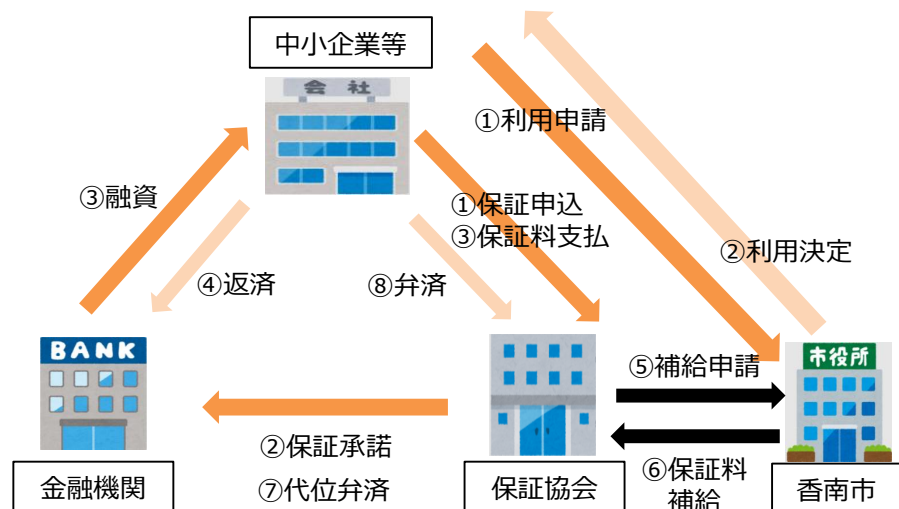 中小企業等
会社
①利用申請
③融資
①保証申込
③保証料支払
②利用決定
④返済
⑧弁済
BANK
市役所
⑤補給申請
②保証承諾
⑦代位弁済
⑥保証料
補給
金融機関
保証協会
香南市